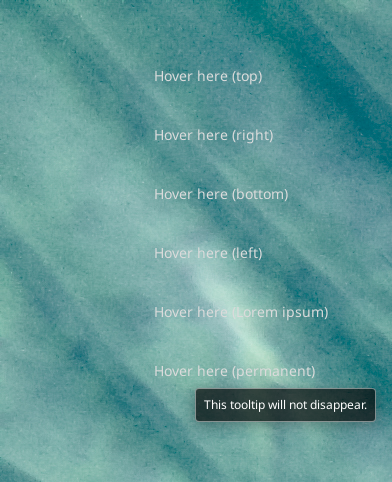 Hover here (top)
Hover here (right)
Hover here (bottom)
Hover here (left)
Hover here (Lorem ipsum)
Hover here (permanent)
This tooltip will not disappear.